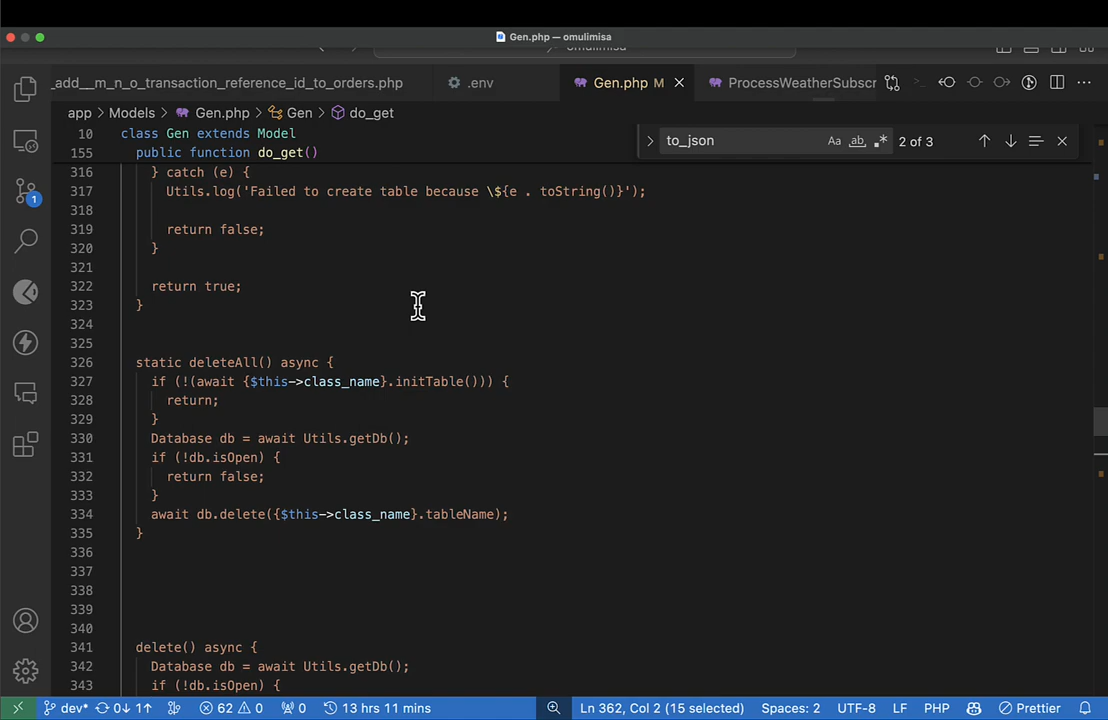 Gen.php — omulimisa
omulimisa
_add__m_n_o_transaction_reference_id_to_orders.php
.env
Gen.php M
ProcessWeatherSubscr
app > Models > Gen.php > Gen > do_get
10 class Gen extends Model
155 public function do_get()
to_json
Aa
ab
2 of 3
316 } catch (e) {
317 Utils.log('Failed to create table because \${e . toString()}');
318
319 return false;
320 }
321
322 return true;
323 }
324
325
326 static deleteAll() async {
327 if (!(await {$this->class_name}.initTable())) {
328 return;
329 }
330 Database db = await Utils.getDb();
331 if (!db.isOpen) {
332 return false;
333 }
334 await db.delete({$this->class_name}.tableName);
335 }
336
337
338
339
340
341 delete() async {
342 Database db = await Utils.getDb();
343 if (!db.isOpen) {
1
dev* 0↓ 1↑ 62 0 0 13 hrs 11 mins Ln 362, Col 2 (15 selected) Spaces: 2 UTF-8 LF PHP Prettier